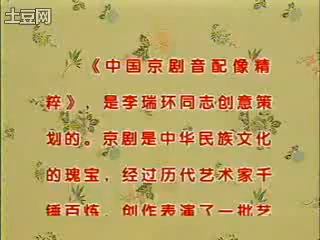 土豆网
《中国京剧音配像精
粹》，是李瑞环同志创意策
划的。京剧是中华民族文化
的瑰宝，经过历代艺术家千
锤百炼，创作表演了一批艺